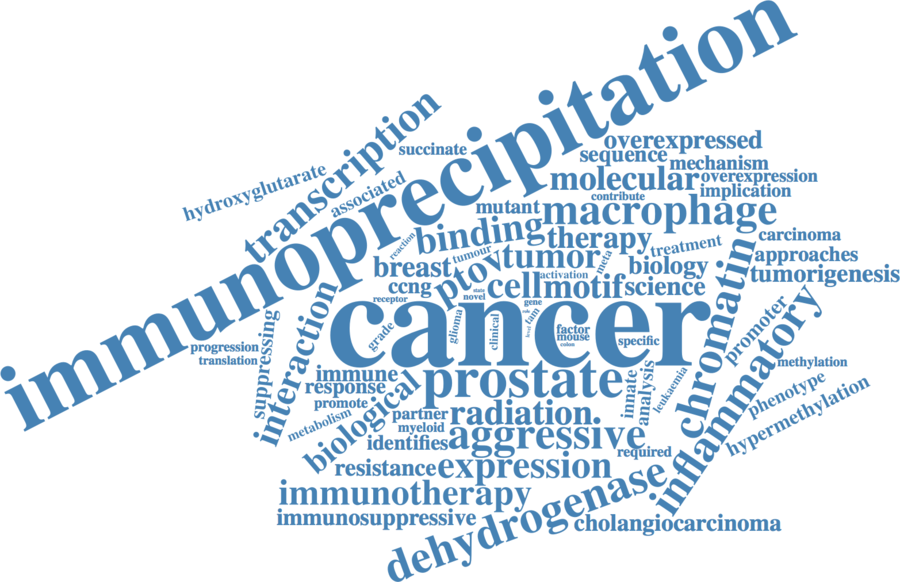 immunoprecipitation
transcription
succinate
overexpressed
sequence
mechanism
hydroxyglutarate
associated
molecular
overexpression
implication
contribute
mutant
macrophage
reaction
binding
therapy
treatment
carcinoma
tumour
breast
ptov
tumor
meta
biology
approaches
activation
tumorigenesis
ccng
cell
motif
science
chromatin
receptor
state
novel
gene
cancer
suppressing
interaction
grade
glioma
clinical
fam
level
factor
mouse
colon
specific
promoter
inflammatory
progression
translation
methylation
immune
response
prostate
innate
analysis
leukaemia
promote
biological
metabolism
partner
radiation.
myeloid
phenotype
hypermethylation
identifies
aggressive
required
resistance
expression
immunotherapy
dehydrogenase
immunosuppressive
cholangiocarcinoma